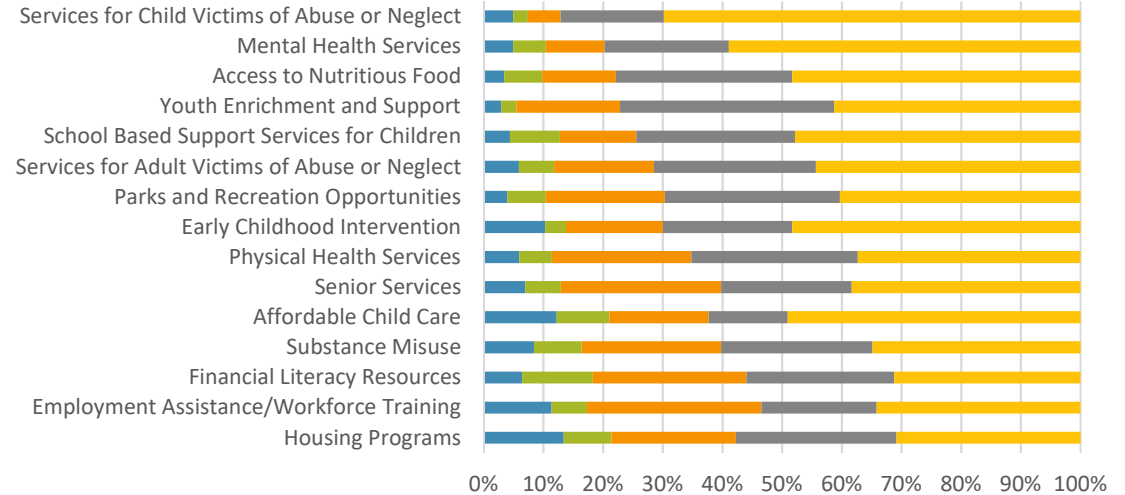 Services for Child Victims of Abuse or Neglect
Mental Health Services
Access to Nutritious Food
Youth Enrichment and Support
School Based Support Services for Children
Services for Adult Victims of Abuse or Neglect
Parks and Recreation Opportunities
Early Childhood Intervention
Physical Health Services
Senior Services
Affordable Child Care
Substance Misuse
Financial Literacy Resources
Employment Assistance/Workforce Training
Housing Programs
0% 10% 20% 30% 40% 50% 60% 70% 80% 90% 100%